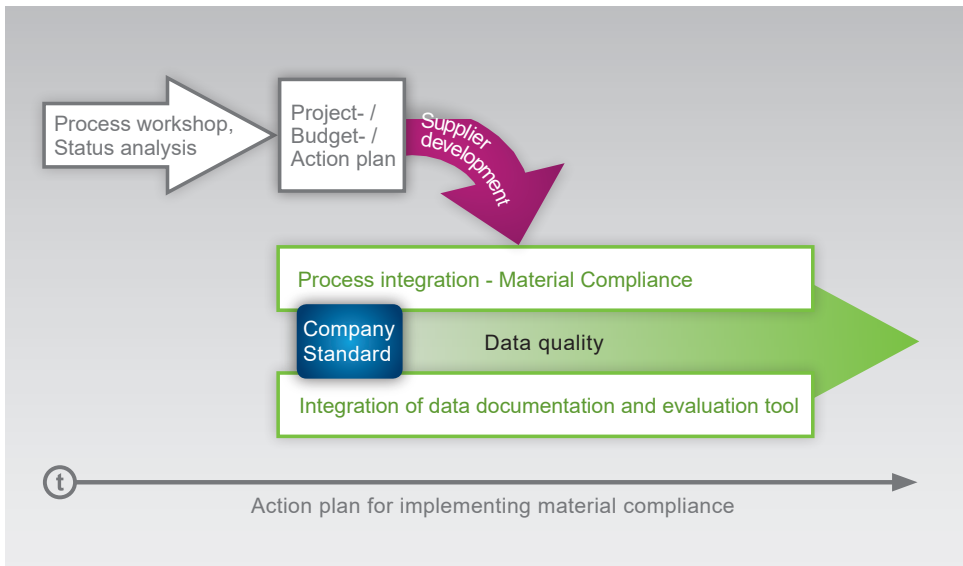 Process workshop,
Status analysis
Project- /
Budget- /
Action plan
Supplier
development
Process integration - Material Compliance
Company
Standard
Data quality
Integration of data documentation and evaluation tool
t
Action plan for implementing material compliance